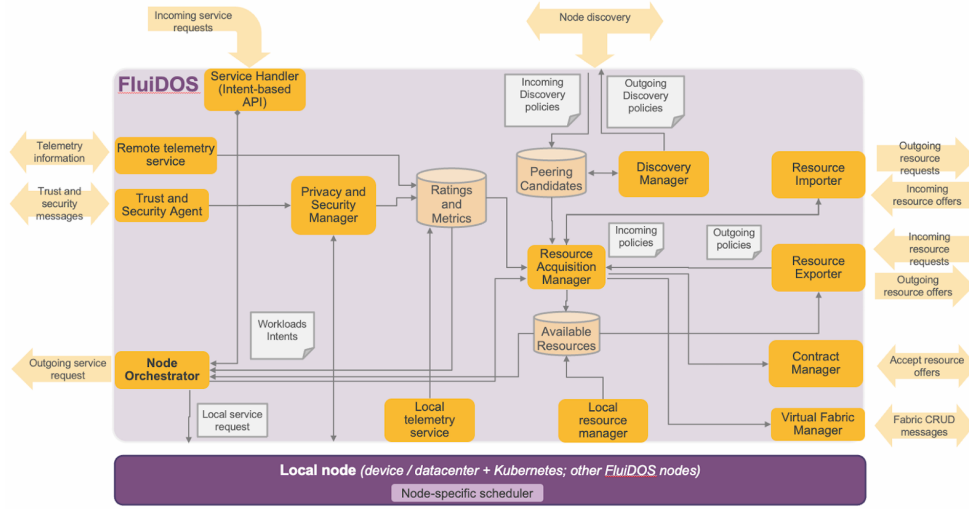 Incoming service
requests
Node discovery
FluiDOS
Service Handler
(Intent-based
API)
Incoming
Discovery
policies
Outgoing
Discovery
policies
Telemetry
information
Remote telemetry
service
Trust and
security
messages
Trust and
Security Agent
Privacy and
Security
Manager
Ratings
and
Metrics
Peering
Candidates
Discovery
Manager
Resource
Importer
Outgoing
resource
requests
Incoming
resource offers
Incoming
policies
Outgoing
policies
Resource
Acquisition
Manager
Resource
Exporter
Incoming
resource
requests
Outgoing
resource offers
Workloads
Intents
Available
Resources
Outgoing service
request
Node
Orchestrator
Contract
Manager
Accept resource
offers
Local service
request
Local
telemetry
service
Local
resource
manager
Virtual Fabric
Manager
Fabric CRUD
messages
Local node (device / datacenter + Kubernetes; other FluiDOS nodes)
Node-specific scheduler